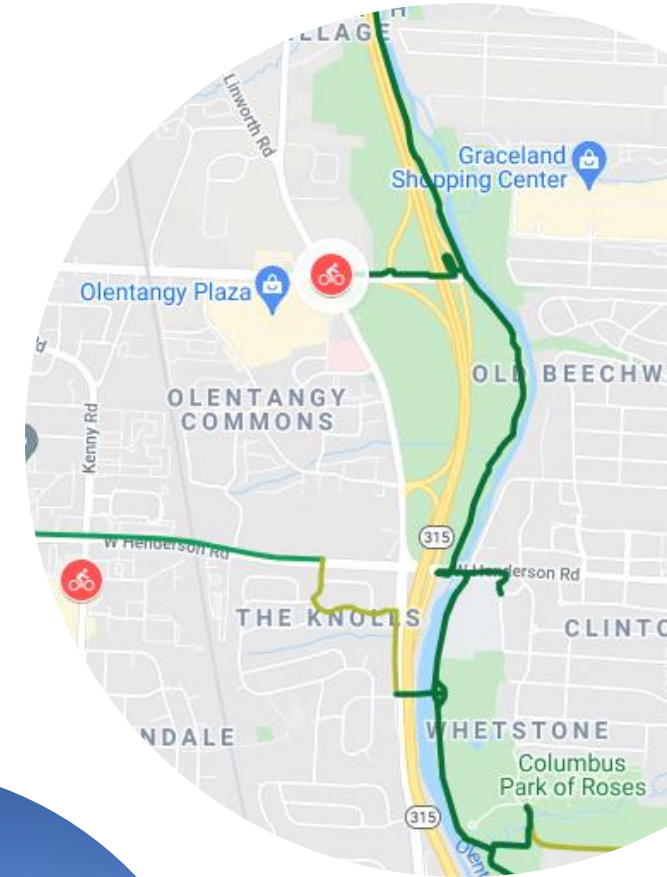 LLAGE
Linworth Rd
Graceland
Shopping Center
Olentangy Plaza
OLD BEECHW
OLENTANGY
COMMONS
Kenny Rd
315
W Henderson Rd
W Henderson Rd
THE KNOLLS
CLINTO
NDALE
WHETSTONE
Columbus
Park of Roses
315
Olent